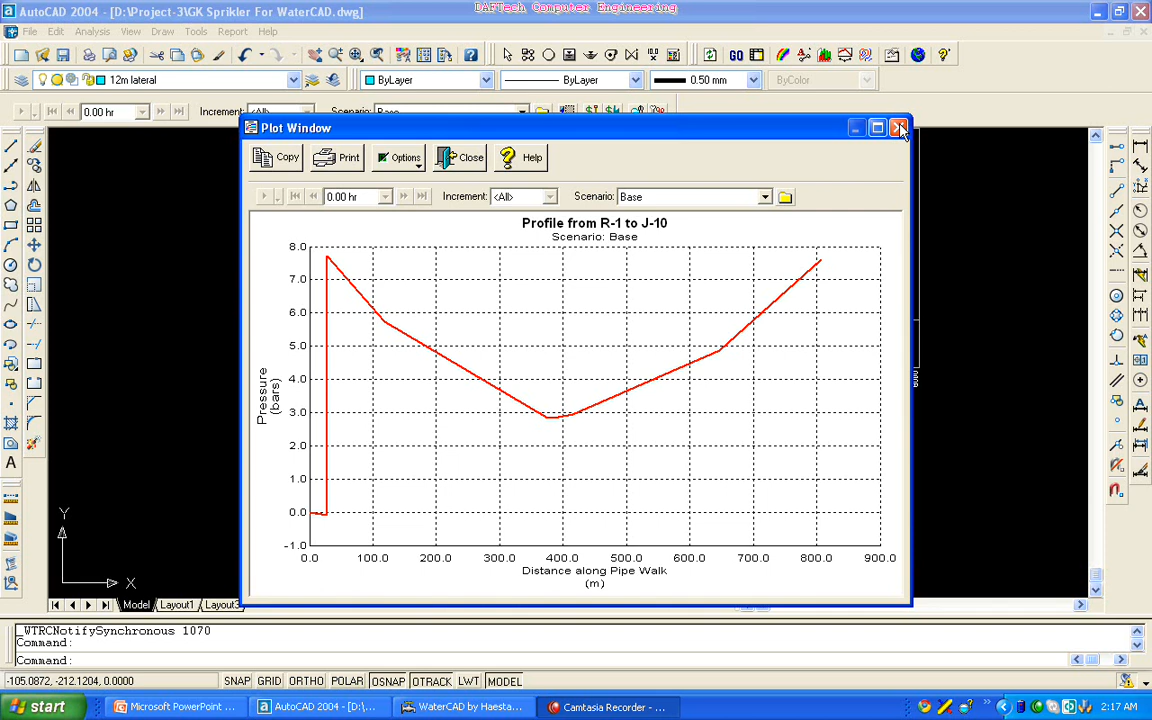 DAFTech Computer Engineering
AutoCAD 2004 - [D:\Project-3\GK Sprikler For WaterCAD.dwg]
File Edit Analysis View Draw Tools Report Help
GO
12m lateral
ByLayer
ByLayer
0.50 mm
ByColor
0.00 hr
Increment: <All>
Scenario: Base
Plot Window
Copy
Print
Options
Close
Help
0.00 hr
Increment: <All>
Scenario: Base
Profile from R-1 to J-10
Scenario: Base
8.0
7.0
6.0
5.0
4.0
3.0
2.0
1.0
0.0
-1.0
Pressure
(bars)
0.0 100.0 200.0 300.0 400.0 500.0 600.0 700.0 800.0 900.0
Distance along Pipe Walk
(m)
Y
X
A
A
Model Layout1 Layout3
_WTRCNotifySynchronous 1070
Command:
Command:
-105.0872, -212.1204, 0.0000
SNAP GRID ORTHO POLAR OSNAP OTRACK LWT MODEL
start
Microsoft PowerPoint ...
AutoCAD 2004 - [D:\...
WaterCAD by Haesta...
Camtasia Recorder - ...
2:17 AM